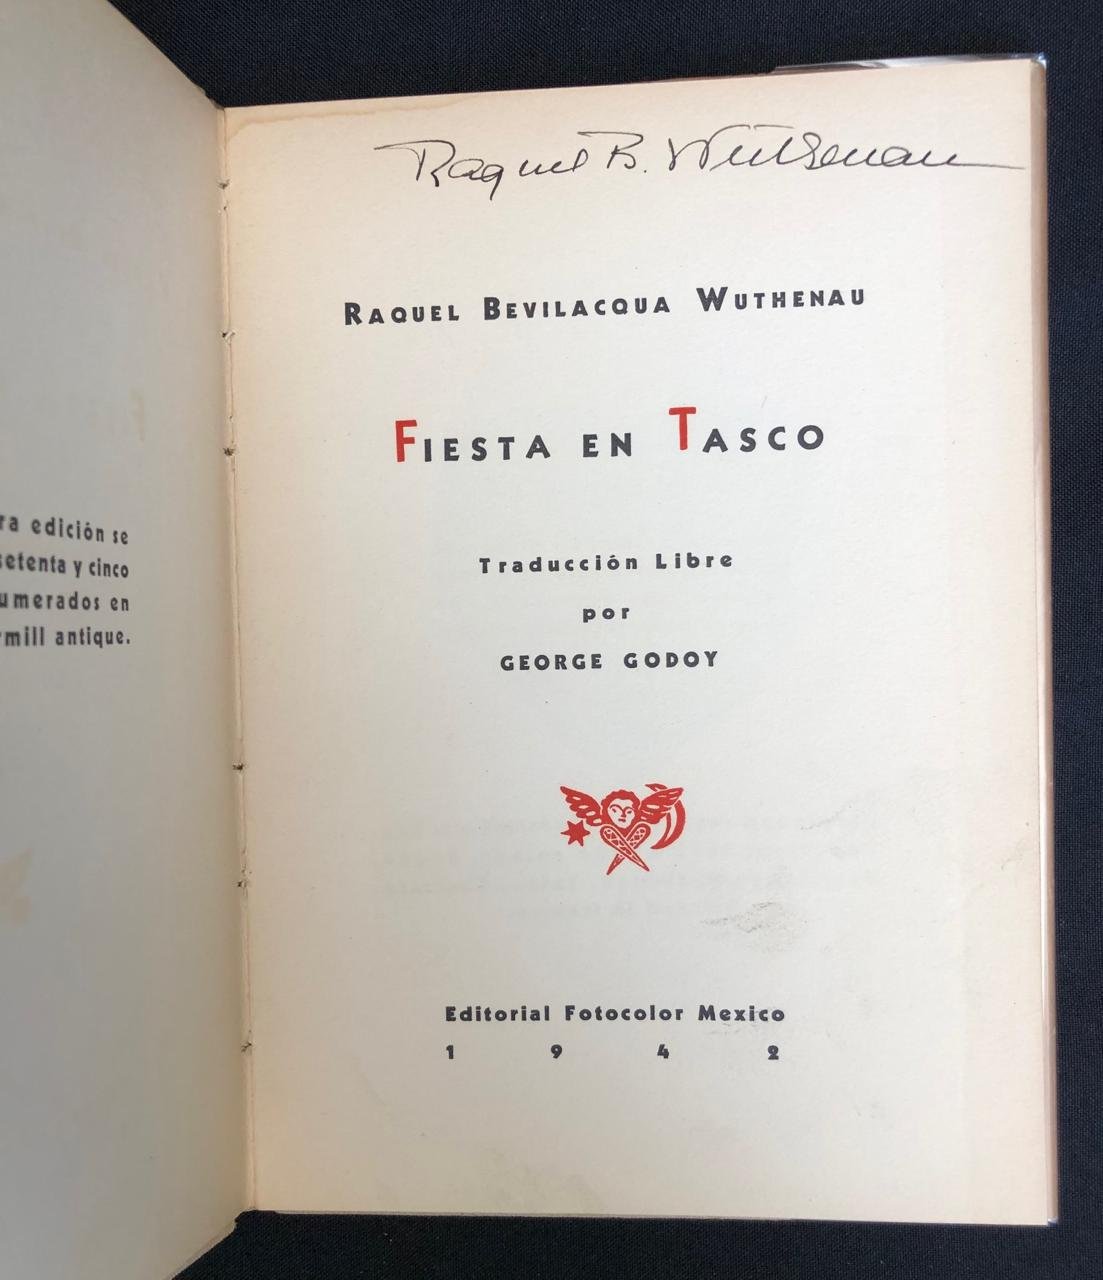 ra edición se
setenta y cinco
umerados en
mill antique.
Raquel B. Wuthenau
RAQUEL BEVILACQUA WUTHENAU
FIESTA EN TASCO
Traducción Libre
por
GEORGE GODOY
Editorial Fotocolor Mexico
1 9 4 2